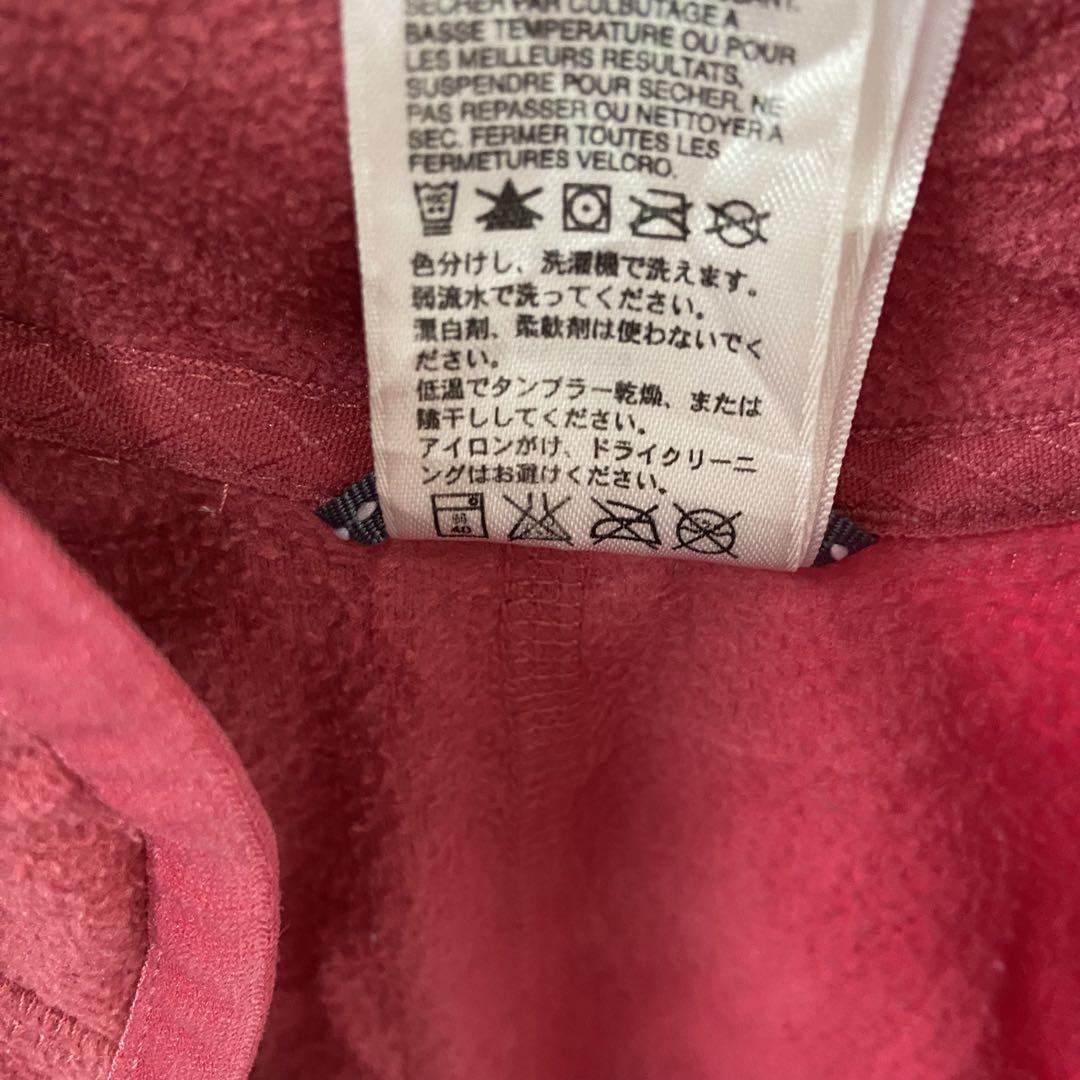 SÉCHER PAR CULBUTAGE À
BASSE TEMPERATURE OU POUR
LES MEILLEURS RESULTATS,
SUSPENDRE POUR SECHER. NE
PAS REPASSER OU NETTOYER A
SEC. FERMER TOUTES LES
FERMETURES VELCRO.
色分けし、洗濯機で洗えます。
弱流水で洗ってください。
漂白剤、柔軟剤は使わないでく
ださい。
低温でタンブラー乾燥、または
陰干ししてください。
アイロンがけ、ドライクリーニ
ングはお避けください。
弱
40